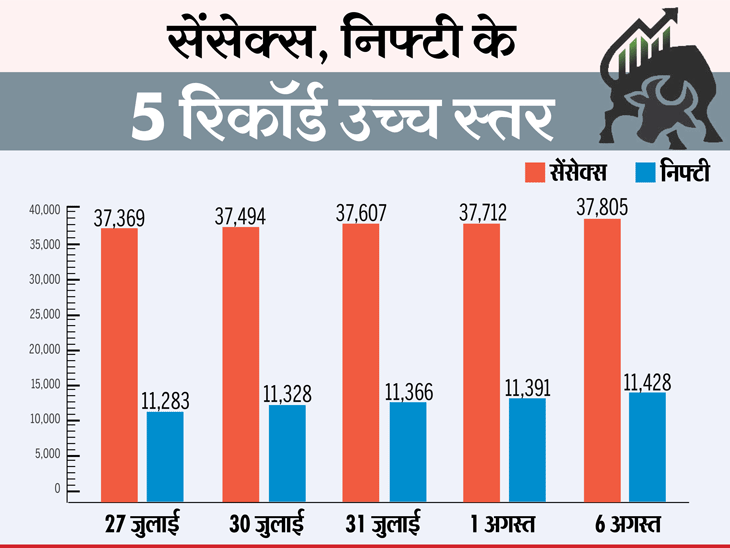 सेंसेक्स, निफ्टी के
5 रिकॉर्ड उच्च स्तर
सेंसेक्स निफ्टी
40,000
35,000
30,000
25,000
20,000
15,000
10,000
5,000
0
37,369 37,494 37,607 37,712 37,805
11,283 11,328 11,366 11,391 11,428
27 जुलाई 30 जुलाई 31 जुलाई 1 अगस्त 6 अगस्त